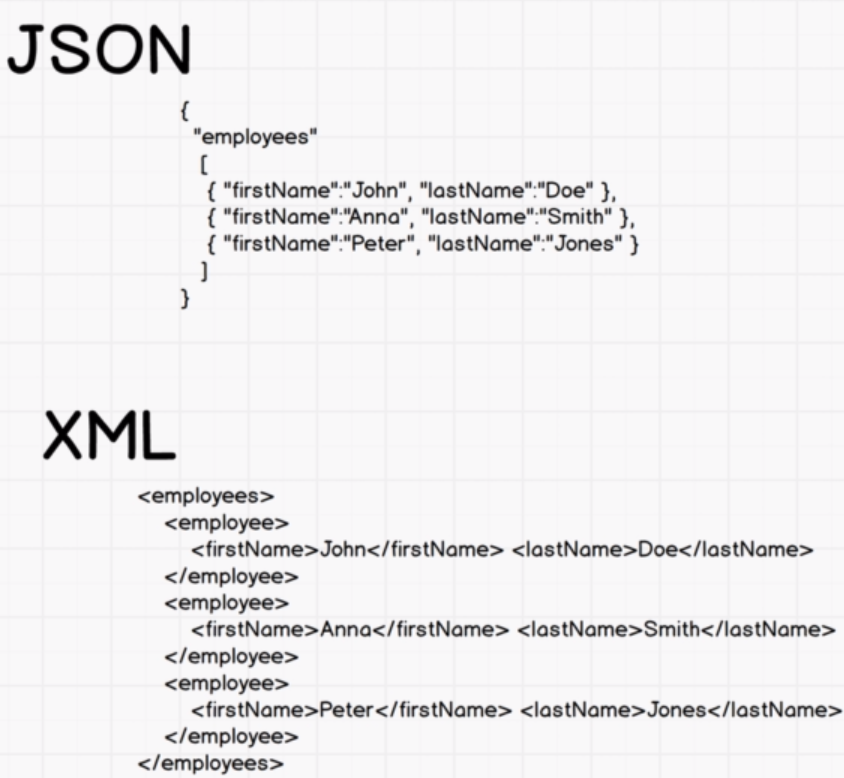 JSON
{
"employees"
[
{ "firstName":"John", "lastName":"Doe" },
{ "firstName":"Anna", "lastName":"Smith" },
{ "firstName":"Peter", "lastName":"Jones" }
]
}
XML
<employees>
<employee>
<firstName>John</firstName> <lastName>Doe</lastName>
</employee>
<employee>
<firstName>Anna</firstName> <lastName>Smith</lastName>
</employee>
<employee>
<firstName>Peter</firstName> <lastName>Jones</lastName>
</employee>
</employees>